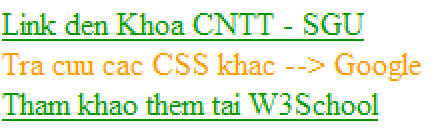 Link den Khoa CNTT - SGU
Tra cuu cac CSS khac --> Google
Tham khao them tai W3School